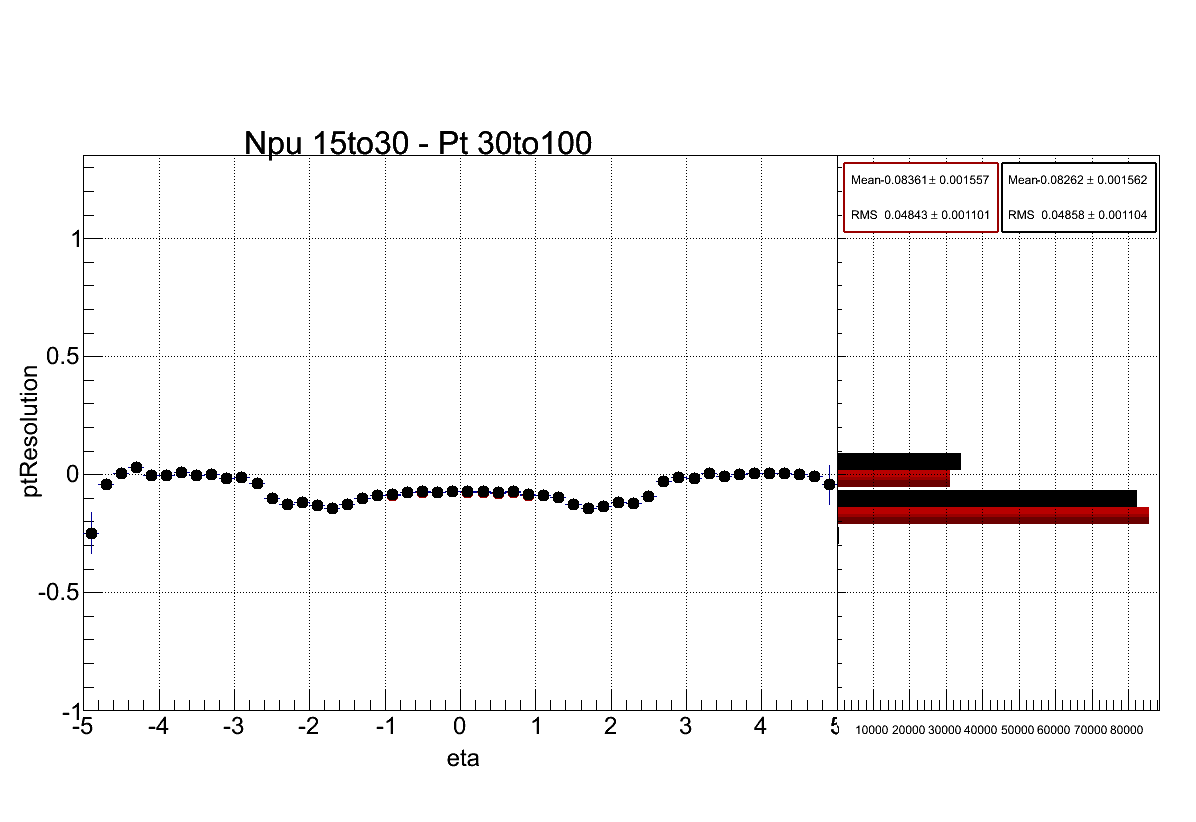 Npu 15to30 - Pt 30to100
Mean-0.08361 ± 0.001557
RMS 0.04843 ± 0.001101
Mean-0.08262 ± 0.001562
RMS 0.04858 ± 0.001104
ptResolution
1
0.5
0
-0.5
-1
-5 -4 -3 -2 -1 0 1 2 3 4 5
10000 20000 30000 40000 50000 60000 70000 80000
eta